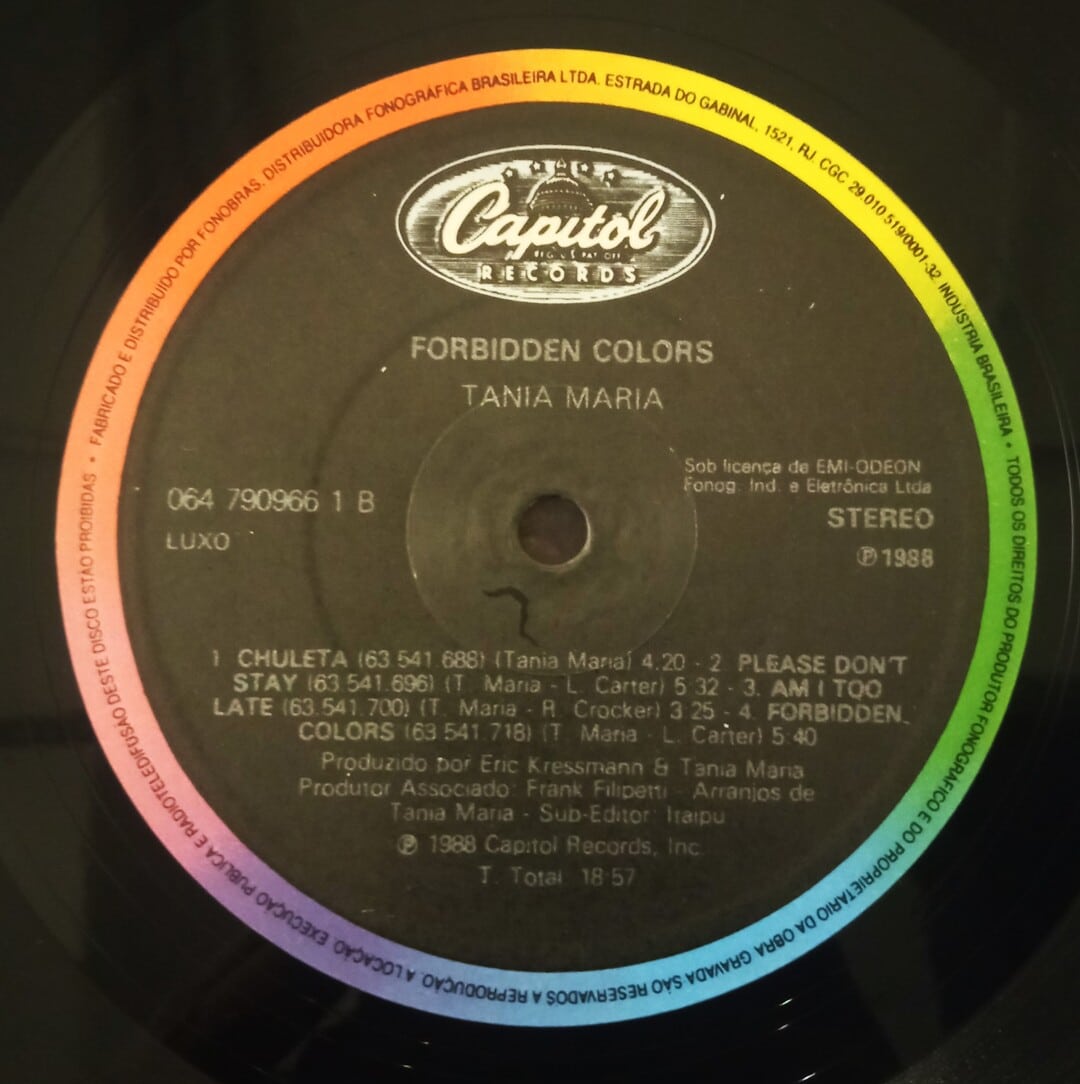 FABRICADO E DISTRIBUIDO POR FONOBRAS. DISTRIBUIDORA FONOGRAFICA BRASILEIRA LTDA. ESTRADA DO GABINAL, 1521, RJ, CGC 29.010.519/0001-32 INDUSTRIA BRASILEIRA • TODOS OS DIREITOS DO PRODUTOR FONOGRAFICO E DO PROPRIETARIO DA OBRA GRAVADA SÃO RESERVADOS A REPRODUÇÃO. A LOCAÇÃO. EXECUÇÃO PUBLICA E RADIOTELEDIFUSÃO DESTE DISCO ESTÃO PROIBIDAS •
Capitol
RECORDS
FORBIDDEN COLORS
TANIA MARIA
Sob licença de EMI-ODEON
Fonog. Ind. e Eletrônica Ltda
064 790966 1 B
STEREO
LUXO
℗ 1988
1 CHULETA (63 541.688) (Tania Maria) 4.20 - 2 PLEASE DON'T
STAY (63 541.696) (T. Maria - L. Carter) 5:32 - 3. AM I TOO
LATE (63.541.700) (T. Maria - R. Crocker) 3:25 - 4. FORBIDDEN
COLORS (63 541.718) (T. Maria - L. Carter) 5:40
Produzido por Eric Kressmann & Tania Maria
Produtor Associado: Frank Filipetti - Arranjos de
Tania Maria - Sub-Editor: Itaipu
℗ 1988 Capitol Records, Inc.
T. Total 18:57